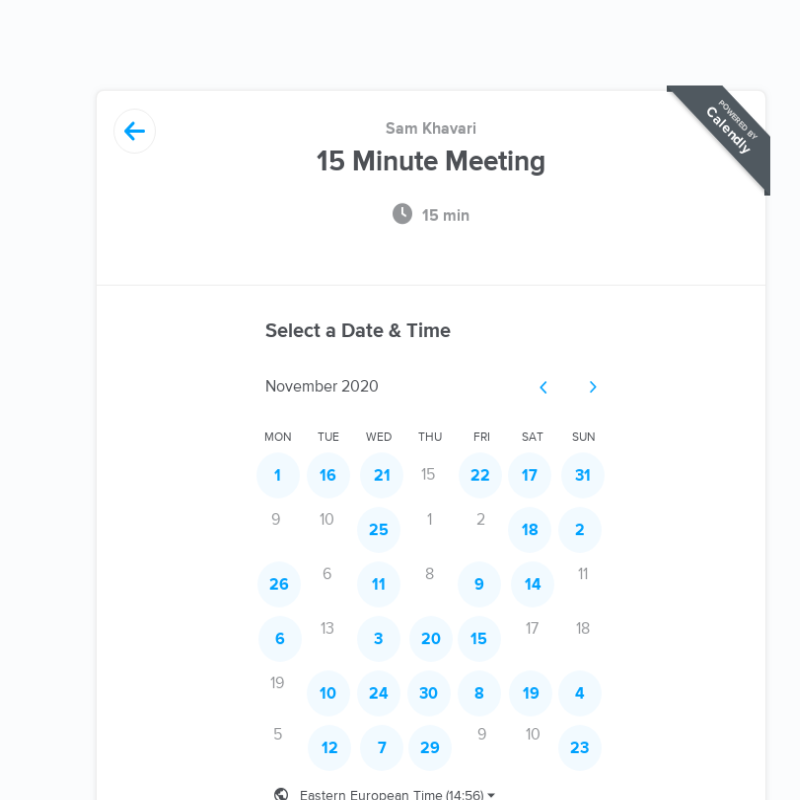 POWERED BY
Calendly
Sam Khavari
15 Minute Meeting
15 min
Select a Date & Time
November 2020
MON TUE WED THU FRI SAT SUN
1 16 21 15 22 17 31
9 10 25 1 2 18 2
26 6 11 8 9 14 11
6 13 3 20 15 17 18
19 10 24 30 8 19 4
5 12 7 29 9 10 23
Eastern European Time (14:56)